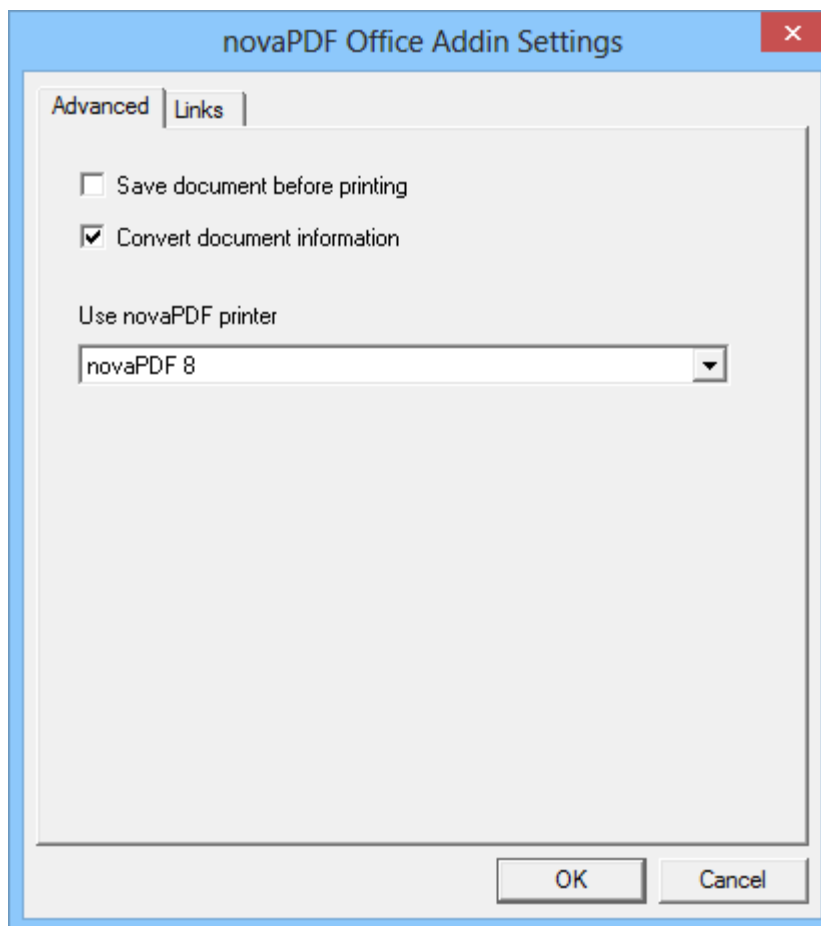 novaPDF Office Addin Settings
Advanced
Links
Save document before printing
Convert document information
Use novaPDF printer
novaPDF 8
OK
Cancel